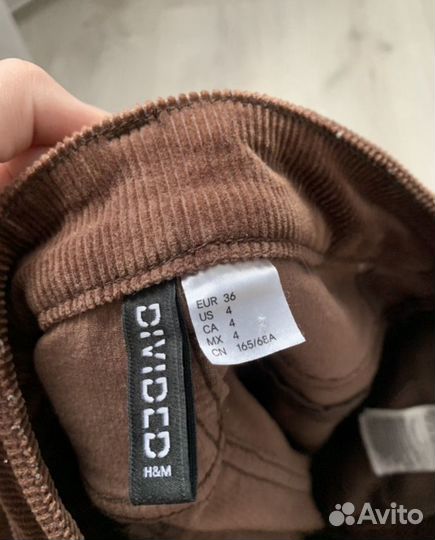 EUR 36
US 4
CA 4
MX 4
CN 165/68A
DIVIDED
H&M
Avito